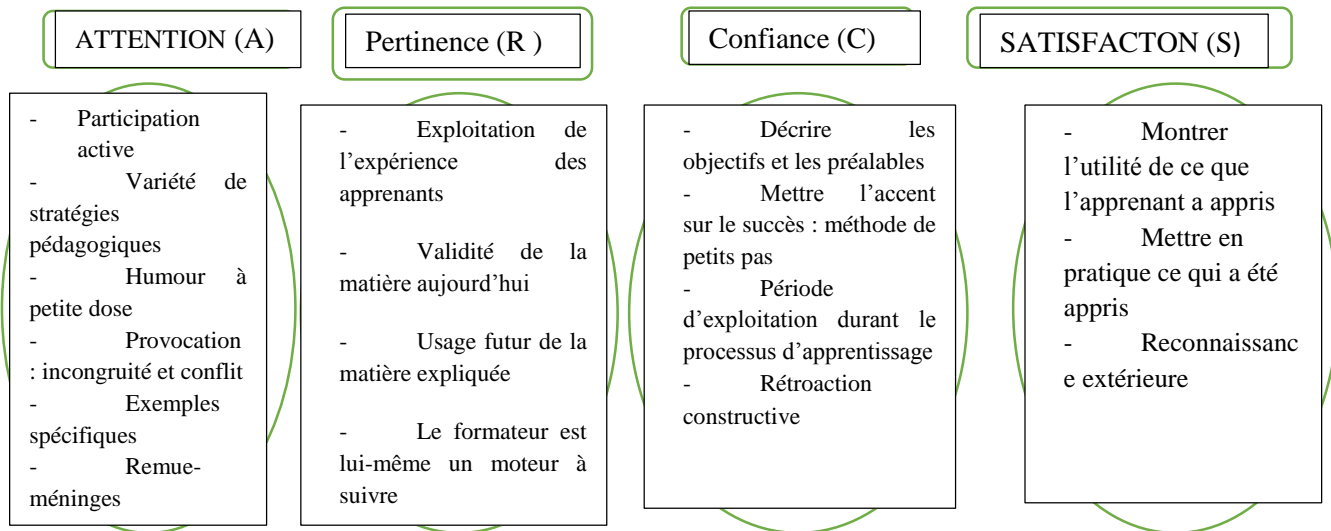 ATTENTION (A)
- Participation
active
- Variété de
stratégies
pédagogiques
- Humour à
petite dose
- Provocation
: incongruité et conflit
- Exemples
spécifiques
- Remue-
méninges
Pertinence (R )
- Exploitation de
l’expérience des
apprenants
- Validité de la
matière aujourd’hui
- Usage futur de la
matière expliquée
- Le formateur est
lui-même un moteur à
suivre
Confiance (C)
- Décrire les
objectifs et les préalables
- Mettre l’accent
sur le succès : méthode de
petits pas
- Période
d’exploitation durant le
processus d’apprentissage
- Rétroaction
constructive
SATISFACTON (S)
- Montrer
l’utilité de ce que
l’apprenant a appris
- Mettre en
pratique ce qui a été
appris
- Reconnaissanc
e extérieure